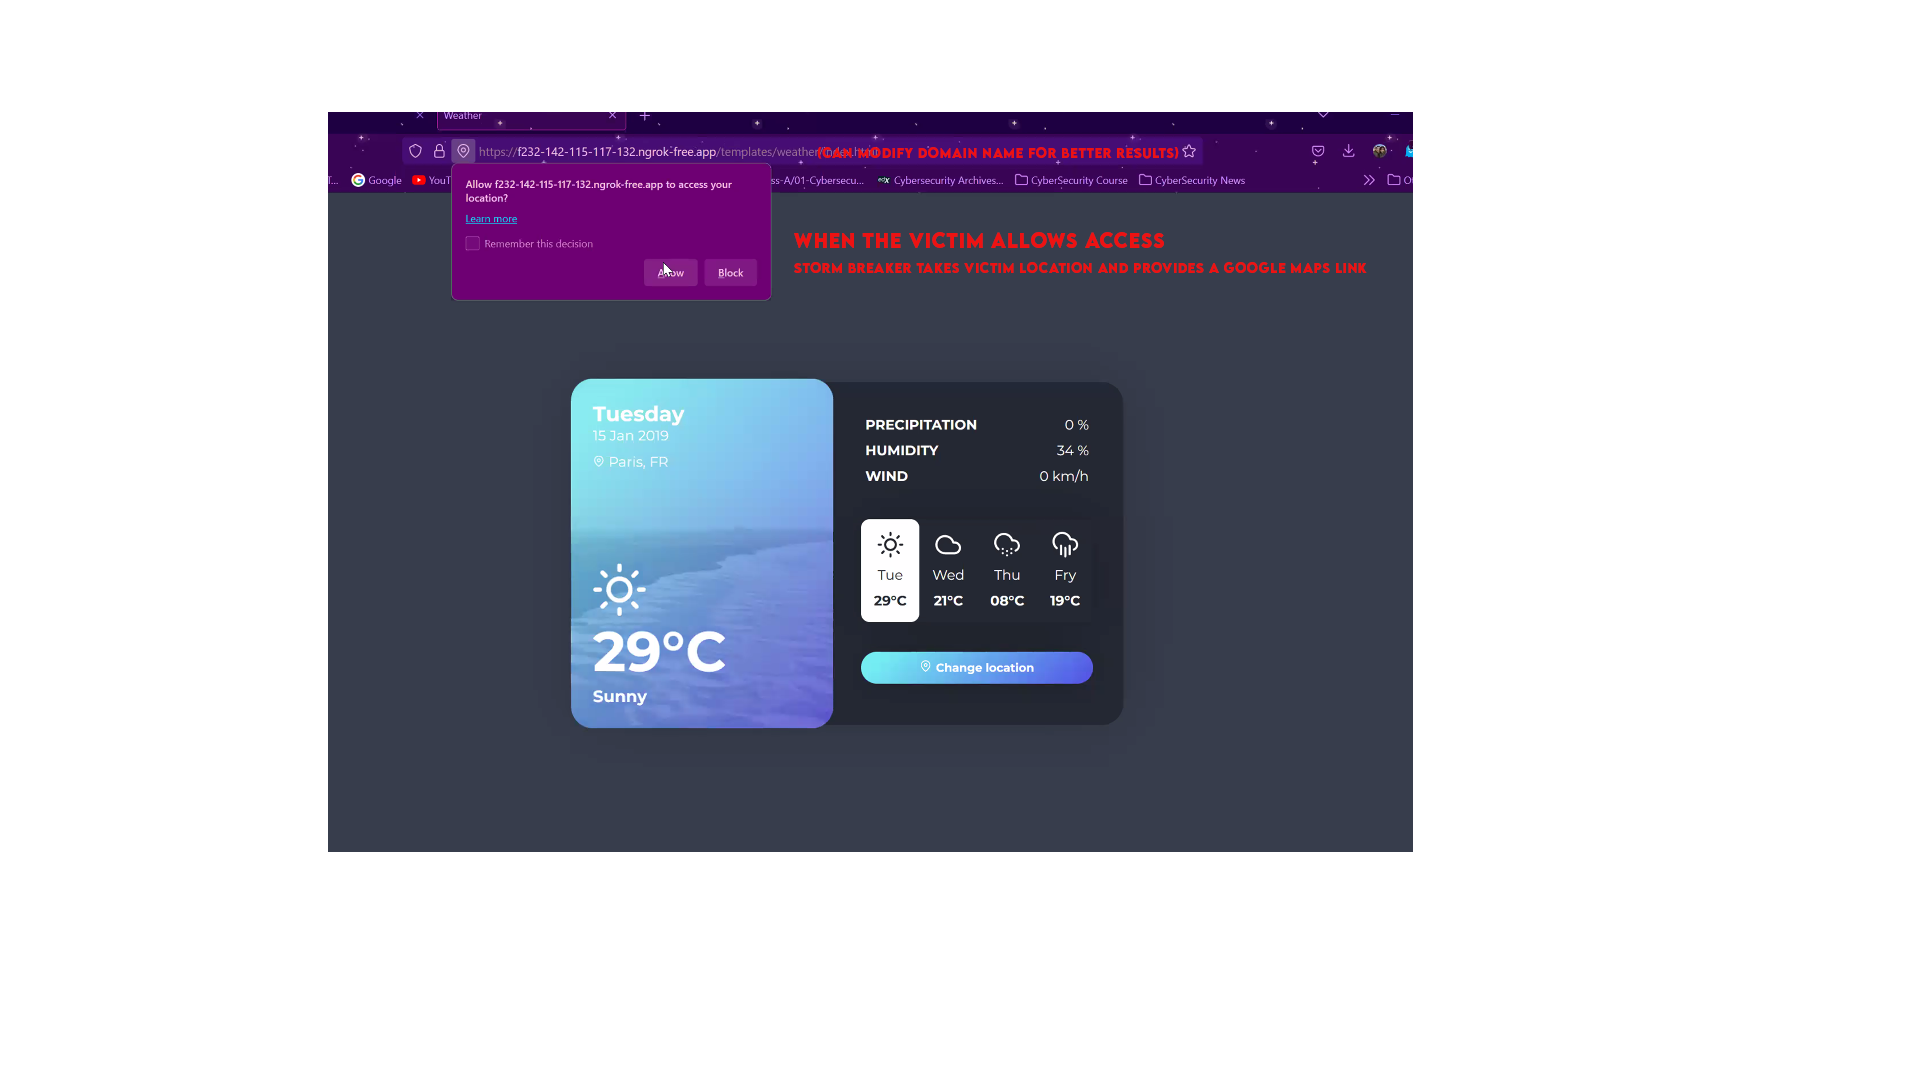 Weather
https://f232-142-115-117-132.ngrok-free.app/templates/weather/index.html
MODIFY DOMAIN NAME FOR BETTER RESULTS)
Google
YouT
ss-A/01-Cybersecu...
edX
Cybersecurity Archives...
CyberSecurity Course
CyberSecurity News
Allow f232-142-115-117-132.ngrok-free.app to access your
location?
Learn more
Remember this decision
Allow
Block
WHEN THE VICTIM ALLOWS ACCESS
STORM BREAKER TAKES VICTIM LOCATION AND PROVIDES A GOOGLE MAPS LINK
Tuesday
15 Jan 2019
Paris, FR
29°C
Sunny
PRECIPITATION 0 %
HUMIDITY 34 %
WIND 0 km/h
Tue Wed Thu Fry
29°C 21°C 08°C 19°C
Change location